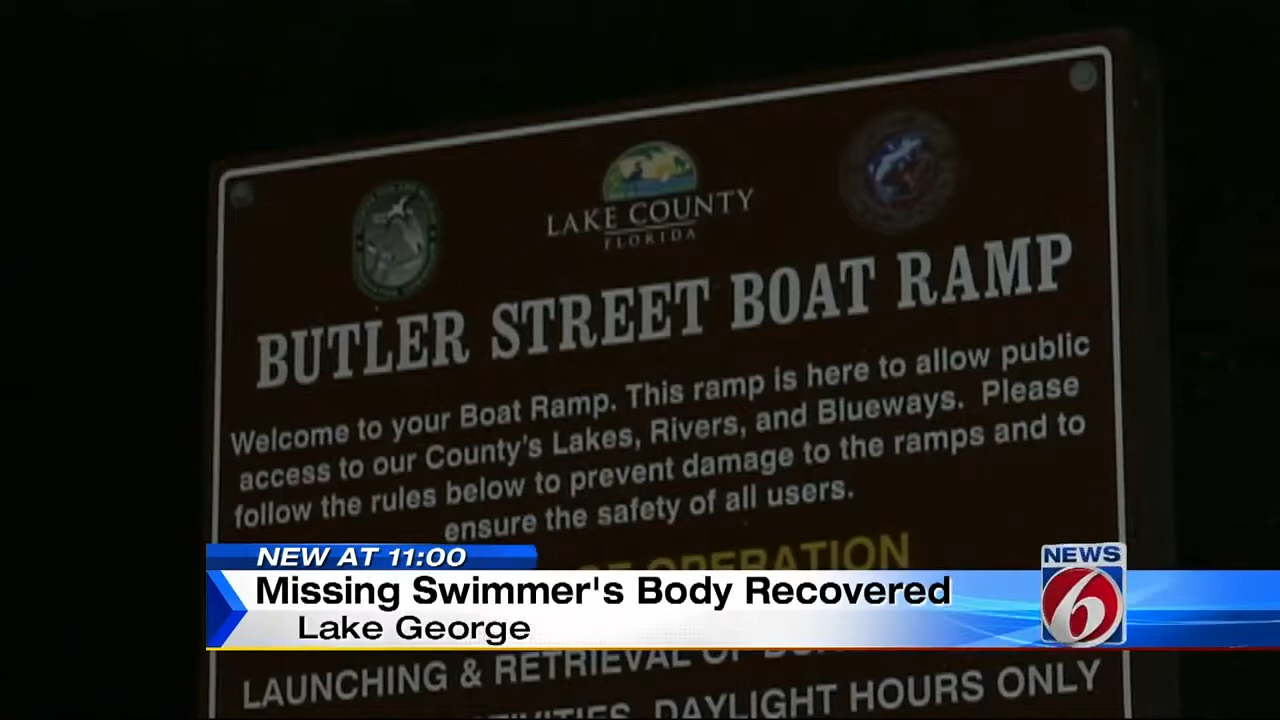 LAKE COUNTY
FLORIDA
BUTLER STREET BOAT RAMP
Welcome to your Boat Ramp. This ramp is here to allow public
access to our County's Lakes, Rivers, and Blueways. Please
follow the rules below to prevent damage to the ramps and to
ensure the safety of all users.
OF OPERATION
NEW AT 11:00
Missing Swimmer's Body Recovered
Lake George
NEWS
6
LAUNCHING & RETRIEVAL OF
DAYLIGHT HOURS ONLY